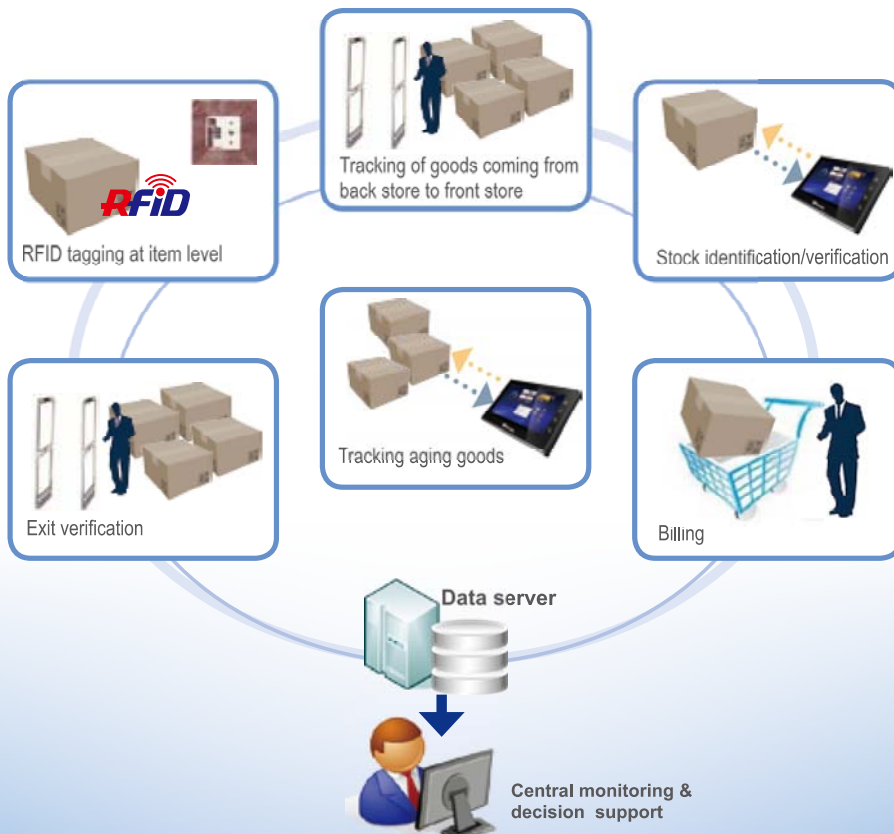 Tracking of goods coming from
back store to front store
RFiD
RFID tagging at item level
Stock identification/verification
Tracking aging goods
Exit verification
Billing
Data server
Central monitoring &
decision support